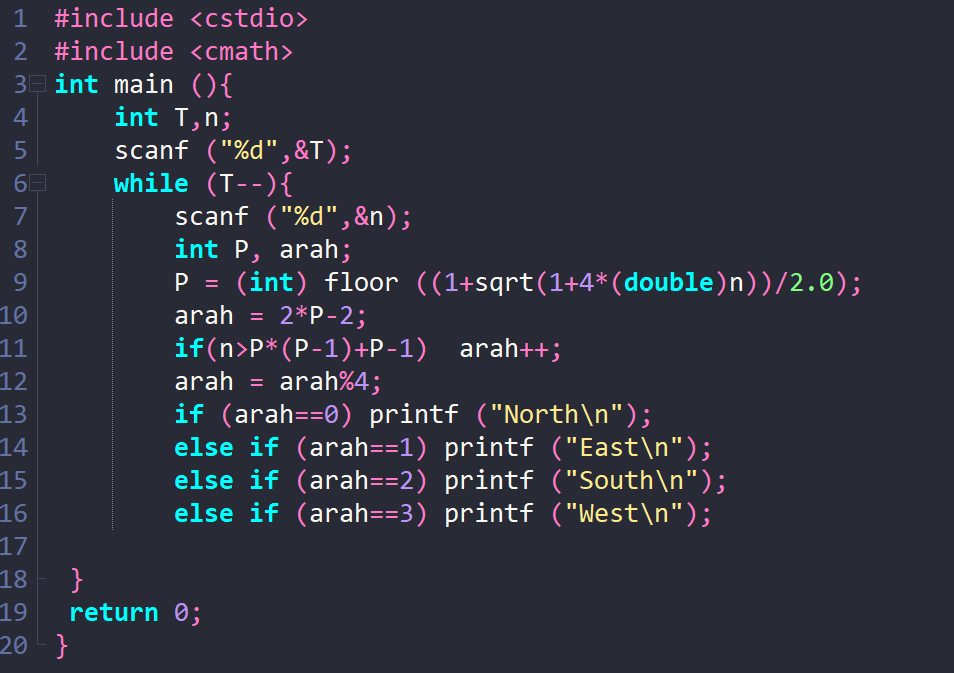 1 #include <cstdio>
2 #include <cmath>
3 int main (){
4     int T,n;
5     scanf ("%d",&T);
6     while (T--){
7         scanf ("%d",&n);
8         int P, arah;
9         P = (int) floor ((1+sqrt(1+4*(double)n))/2.0);
10         arah = 2*P-2;
11         if(n>P*(P-1)+P-1)  arah++;
12         arah = arah%4;
13         if (arah==0) printf ("North\n");
14         else if (arah==1) printf ("East\n");
15         else if (arah==2) printf ("South\n");
16         else if (arah==3) printf ("West\n");
17
18  }
19  return 0;
20 }